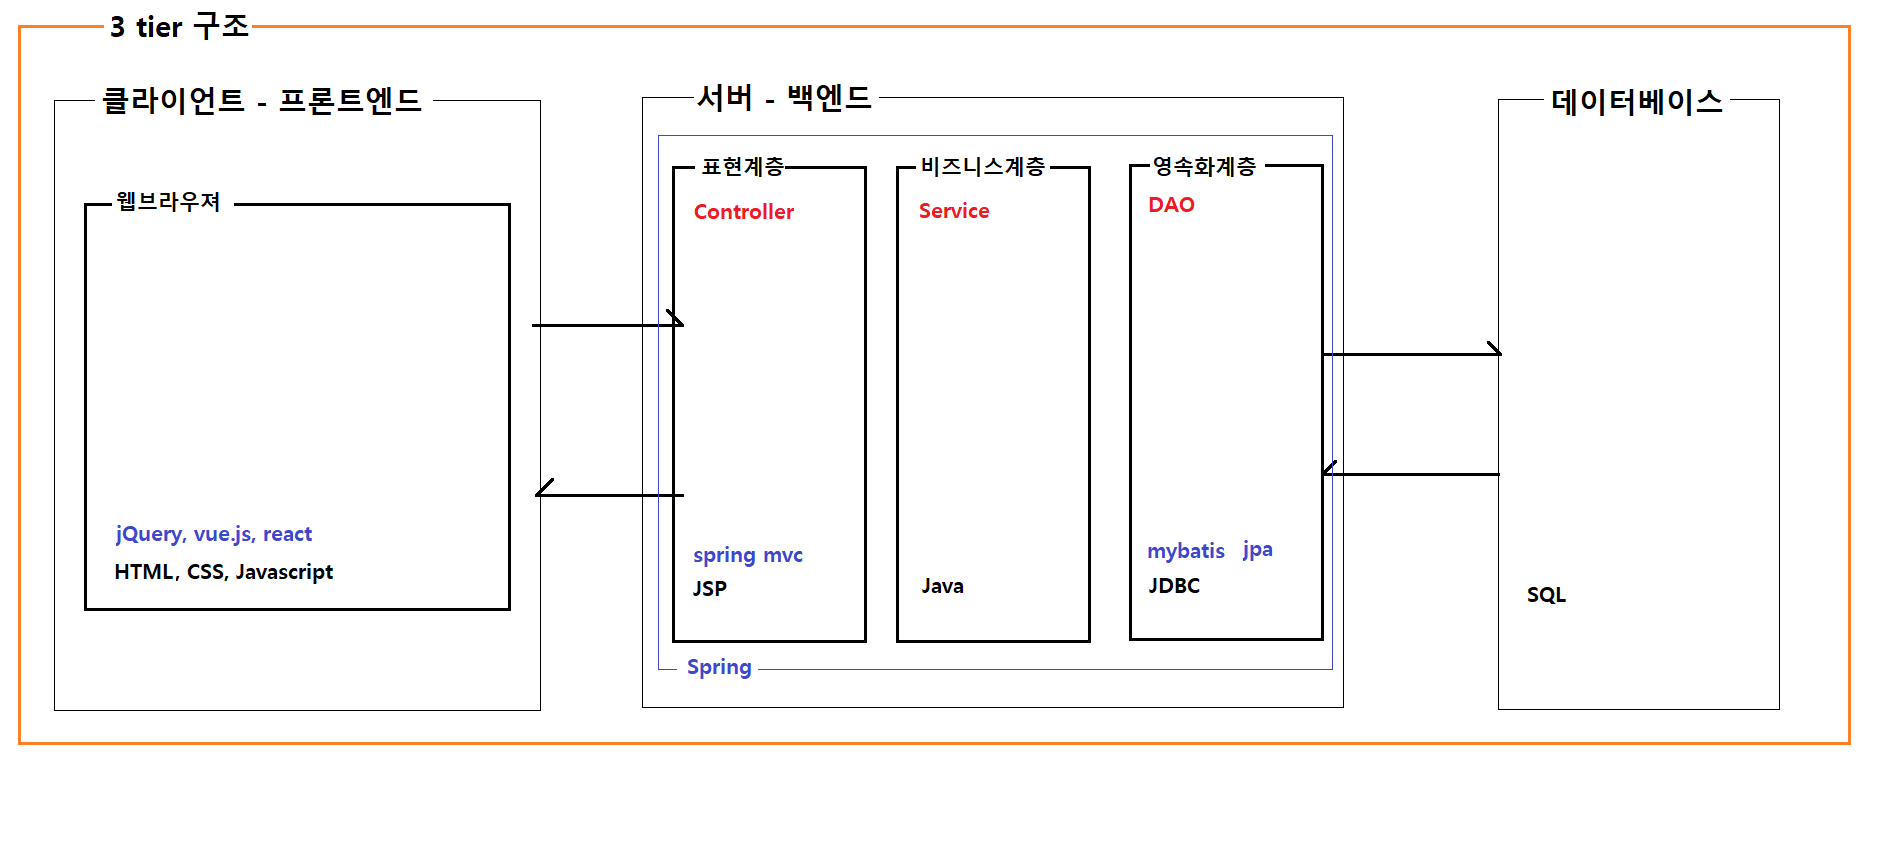 3 tier 구조
클라이언트 - 프론트엔드
웹브라우져
jQuery, vue.js, react
HTML, CSS, Javascript
서버 - 백엔드
표현계층
Controller
spring mvc
JSP
비즈니스계층
Service
Java
영속화계층
DAO
mybatis jpa
JDBC
Spring
데이터베이스
SQL